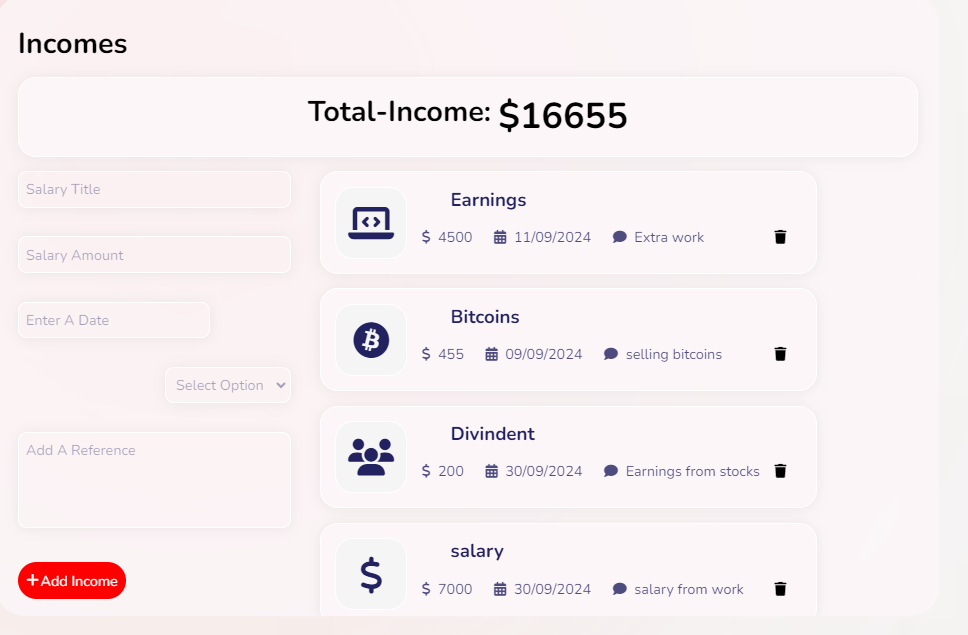 Incomes
Total-Income: $16655
Salary Title
Salary Amount
Enter A Date
Select Option
Add A Reference
+Add Income
Earnings
$ 4500 11/09/2024 Extra work
Bitcoins
$ 455 09/09/2024 selling bitcoins
Divindent
$ 200 30/09/2024 Earnings from stocks
salary
$ 7000 30/09/2024 salary from work